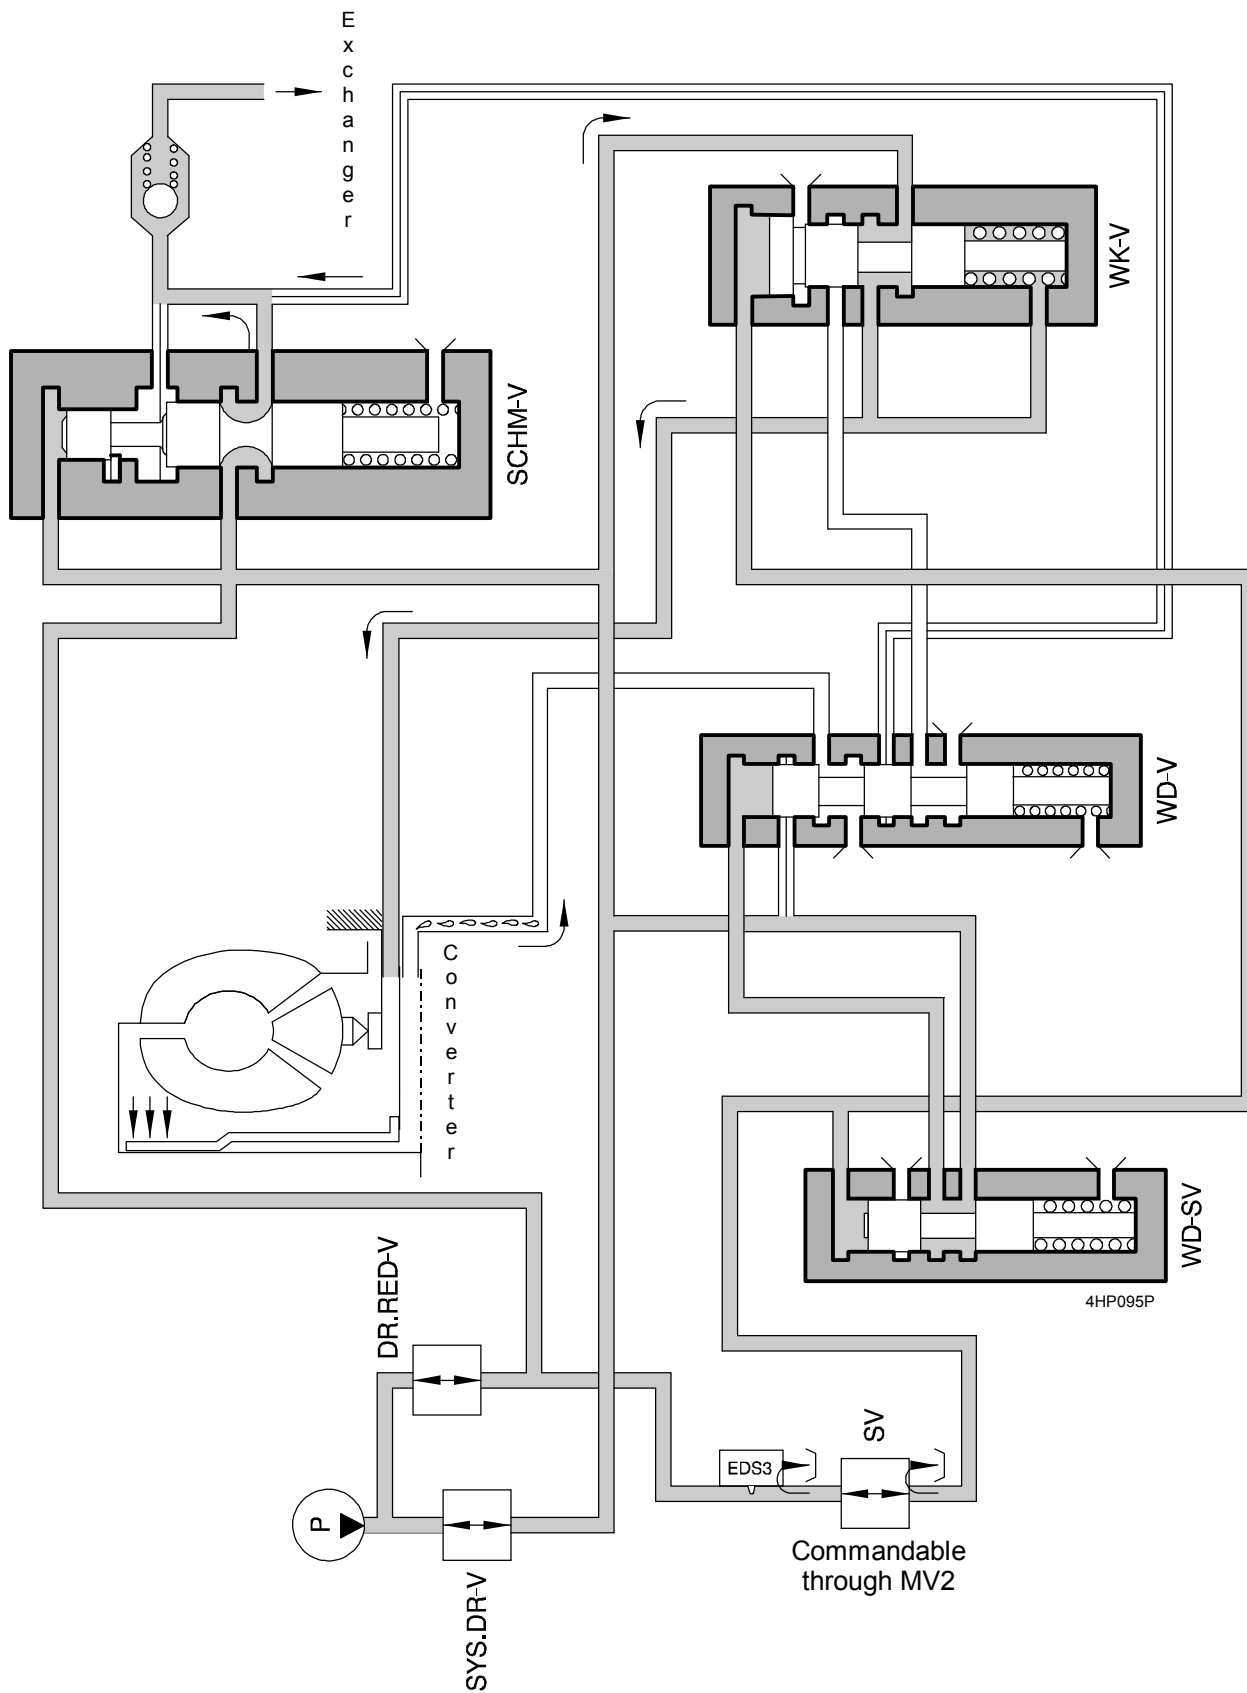 Exchanger
WK-V
SCHM-V
WD-V
Converter
WD-SV
4HP095P
DR.RED-V
SV
EDS3
P
Commandable
through MV2
SYS.DR-V